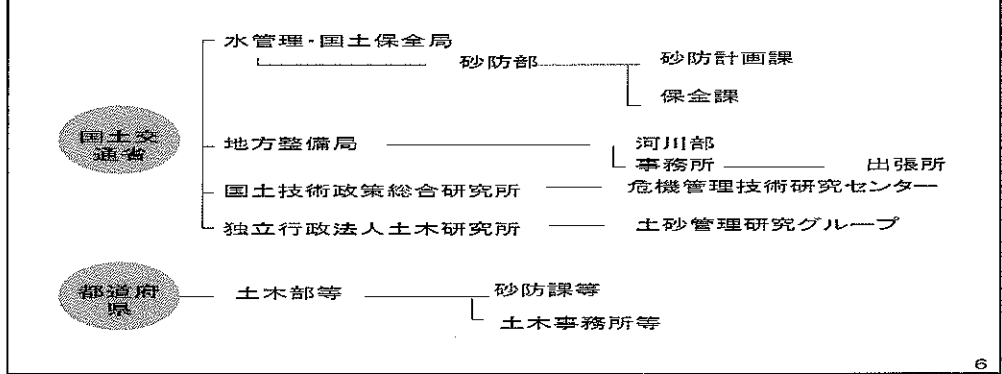 水管理・国土保全局
砂防部
砂防計画課
保金課
国土交
通省
地方整備局
河川部
事務所
出張所
国土技術政策総合研究所
危機管理技術研究センター
独立行政法人土木研究所
土砂管理研究グループ
都道府
県
土木部等
砂防課等
土木事務所等
6